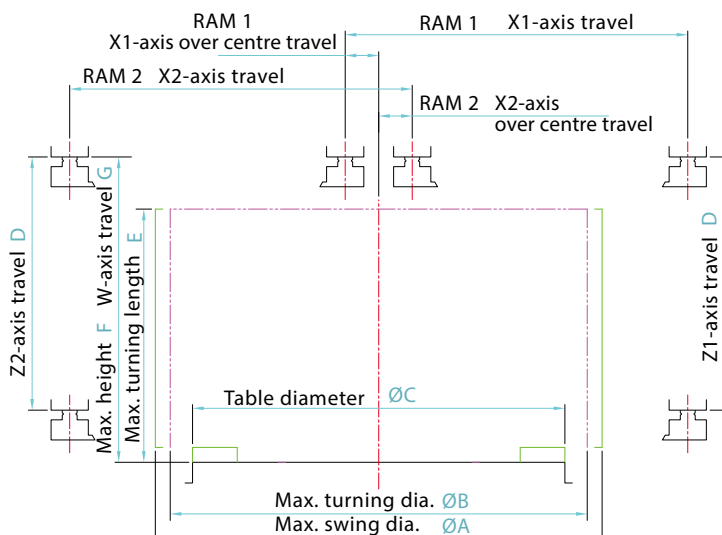 RAM 1
X1-axis over centre travel
RAM 1 X1-axis travel
RAM 2 X2-axis travel
RAM 2 X2-axis
over centre travel
Z2-axis travel D
Max. height F W-axis travel G
Max. turning length E
Z1-axis travel D
Table diameter ØC
Max. turning dia. ØB
Max. swing dia. ØA